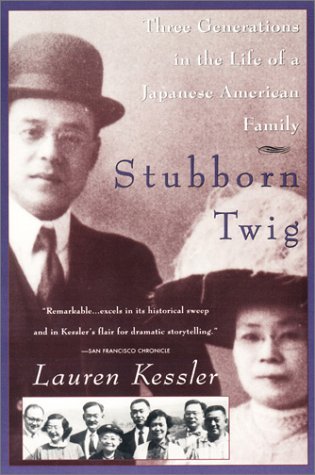 Three Generations
in the Life of a
Japanese American
Family
Stubborn
Twig
"Remarkable...excels in its historical sweep
and in Kessler's flair for dramatic storytelling."
—SAN FRANCISCO CHRONICLE
Lauren Kessler